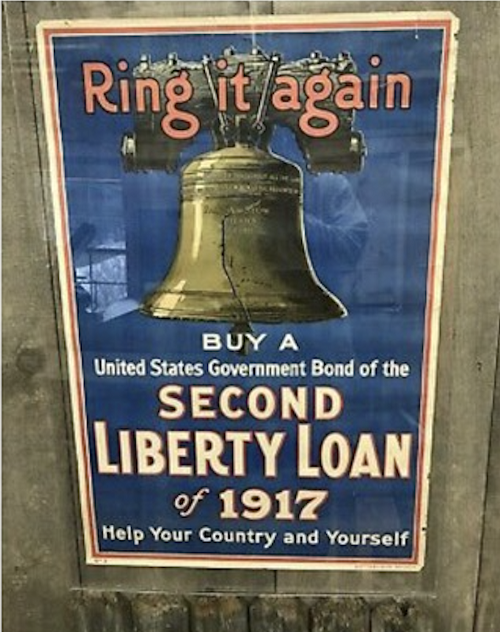 Ring it again
BUY A
United States Government Bond of the
SECOND
LIBERTY LOAN
of 1917
Help Your Country and Yourself